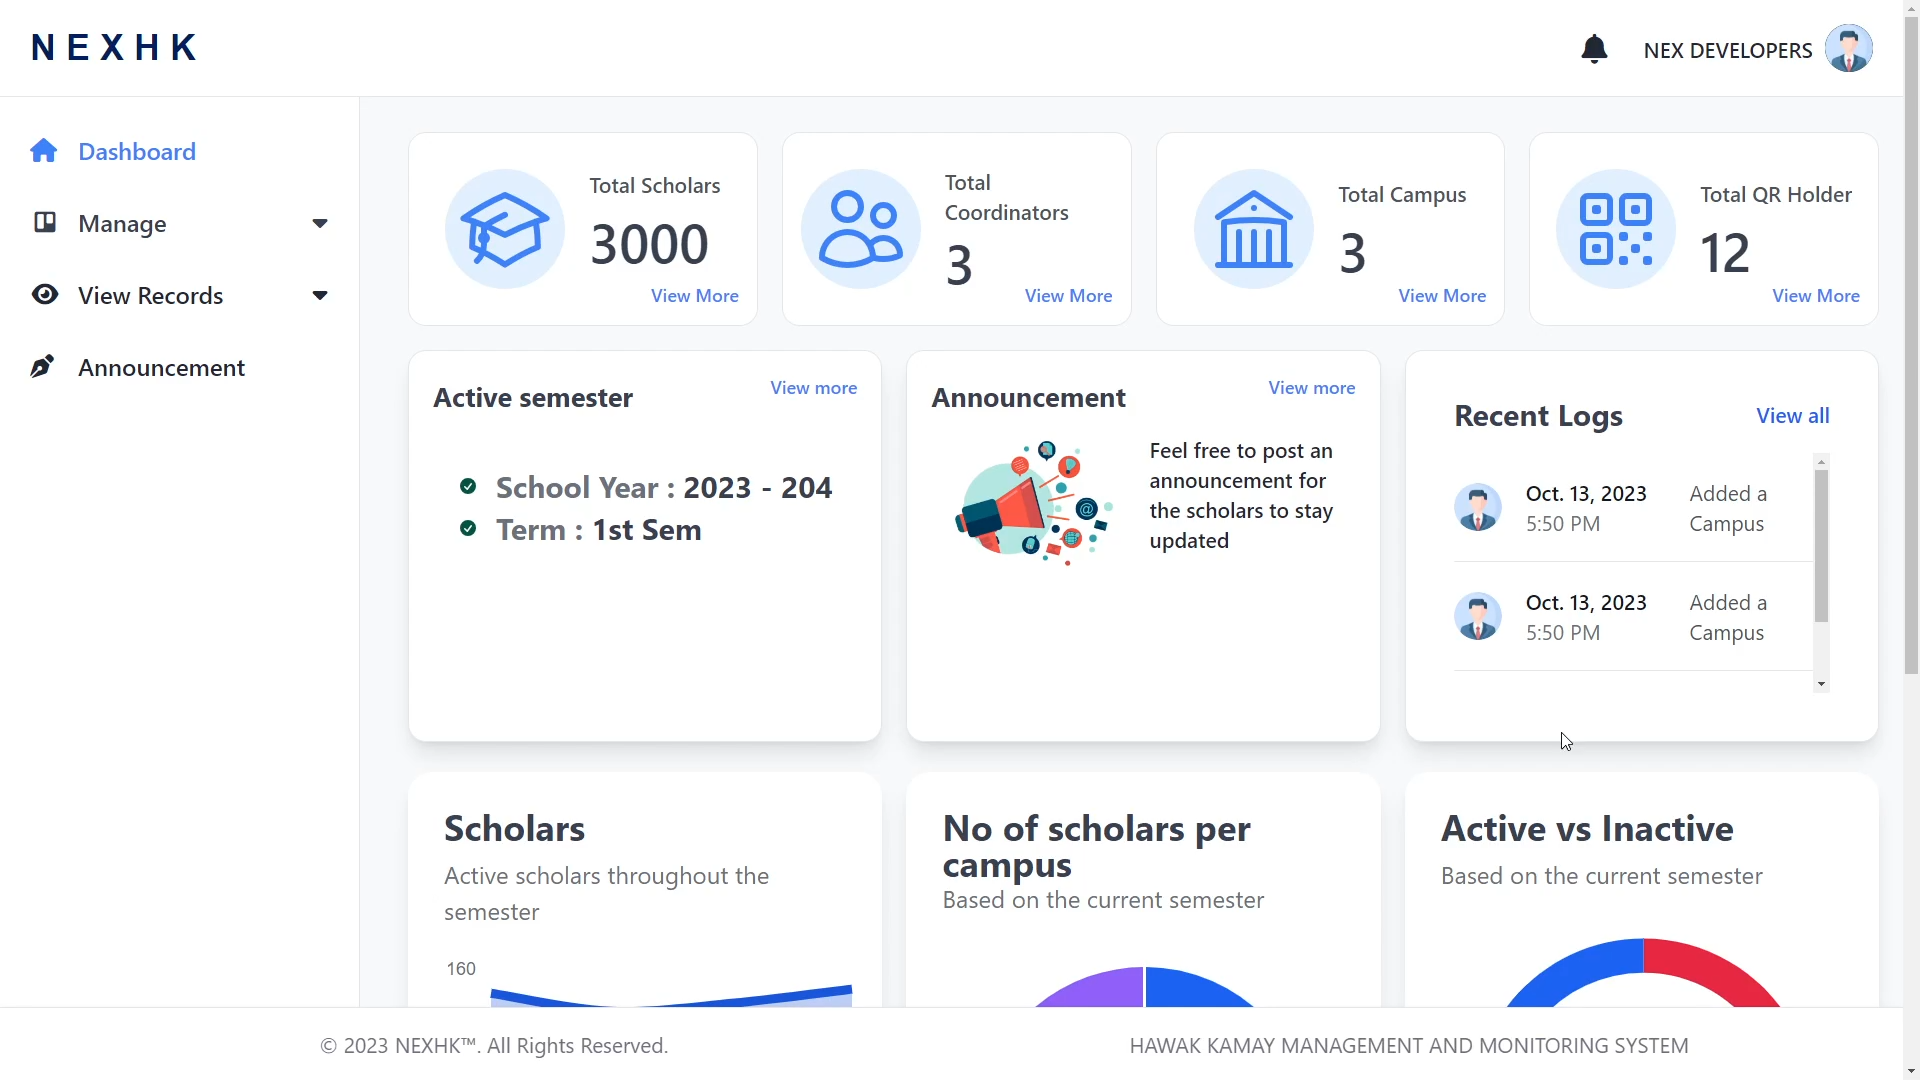 NEXHK
NEX DEVELOPERS
Dashboard
Manage
View Records
Announcement
Total Scholars
3000
View More
Total
Coordinators
3
View More
Total Campus
3
View More
Total QR Holder
12
View More
Active semester
View more
School Year : 2023 - 204
Term : 1st Sem
Announcement
View more
Feel free to post an
announcement for
the scholars to stay
updated
Recent Logs
View all
Oct. 13, 2023
5:50 PM
Added a
Campus
Oct. 13, 2023
5:50 PM
Added a
Campus
Scholars
Active scholars throughout the
semester
160
No of scholars per
campus
Based on the current semester
Active vs Inactive
Based on the current semester
© 2023 NEXHK™. All Rights Reserved.
HAWAK KAMAY MANAGEMENT AND MONITORING SYSTEM